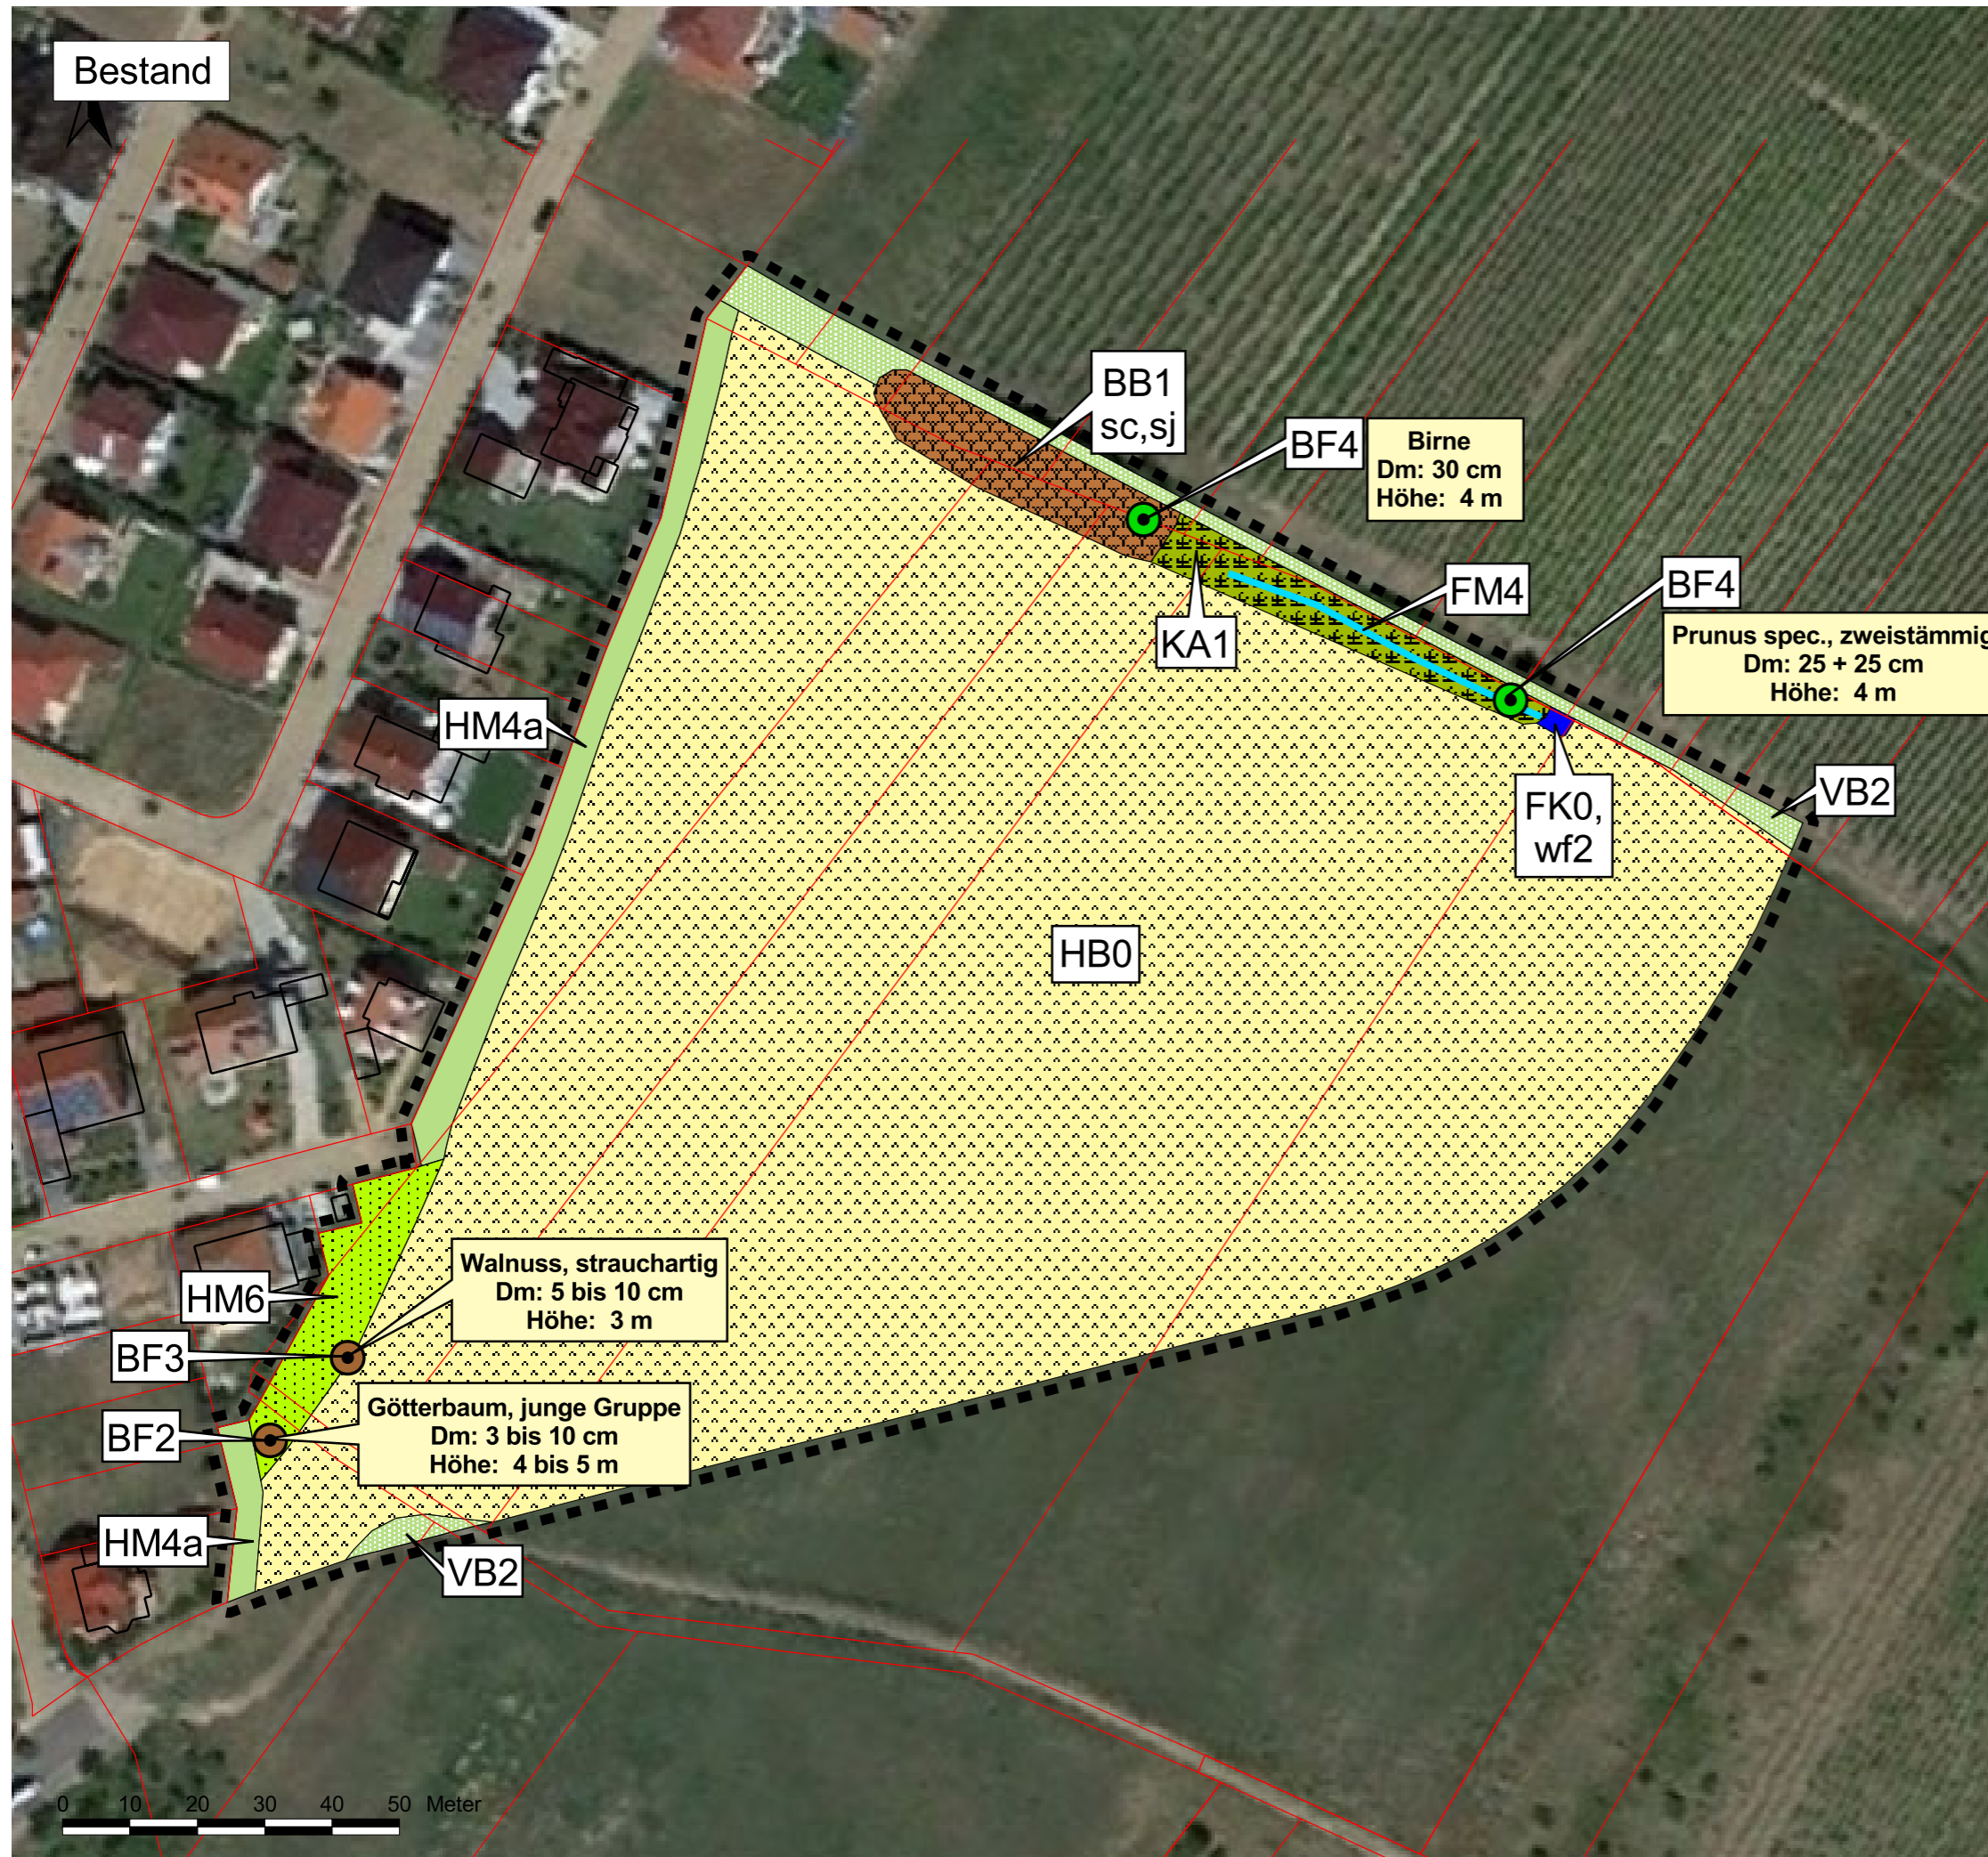 Bestand
BB1
sc,sj
BF4
Birne
Dm: 30 cm
Höhe: 4 m
FM4
BF4
Prunus spec., zweistämmig
Dm: 25 + 25 cm
Höhe: 4 m
KA1
HM4a
VB2
FK0,
wf2
HB0
Walnuss, strauchartig
Dm: 5 bis 10 cm
Höhe: 3 m
HM6
BF3
Götterbaum, junge Gruppe
Dm: 3 bis 10 cm
Höhe: 4 bis 5 m
BF2
HM4a
VB2
0 10 20 30 40 50 Meter